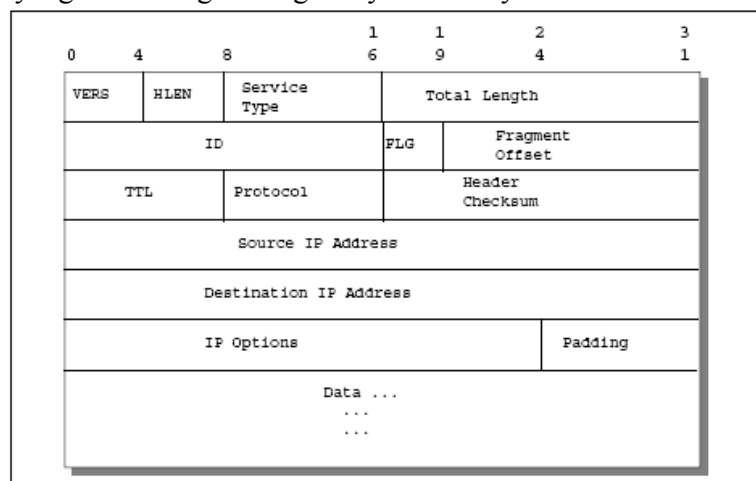 1 1 2 3
0 4 8 6 9 4 1
VERS HLEN Service Type Total Length
ID FLG Fragment Offset
TTL Protocol Header Checksum
Source IP Address
Destination IP Address
IP Options Padding
Data ...
...
...